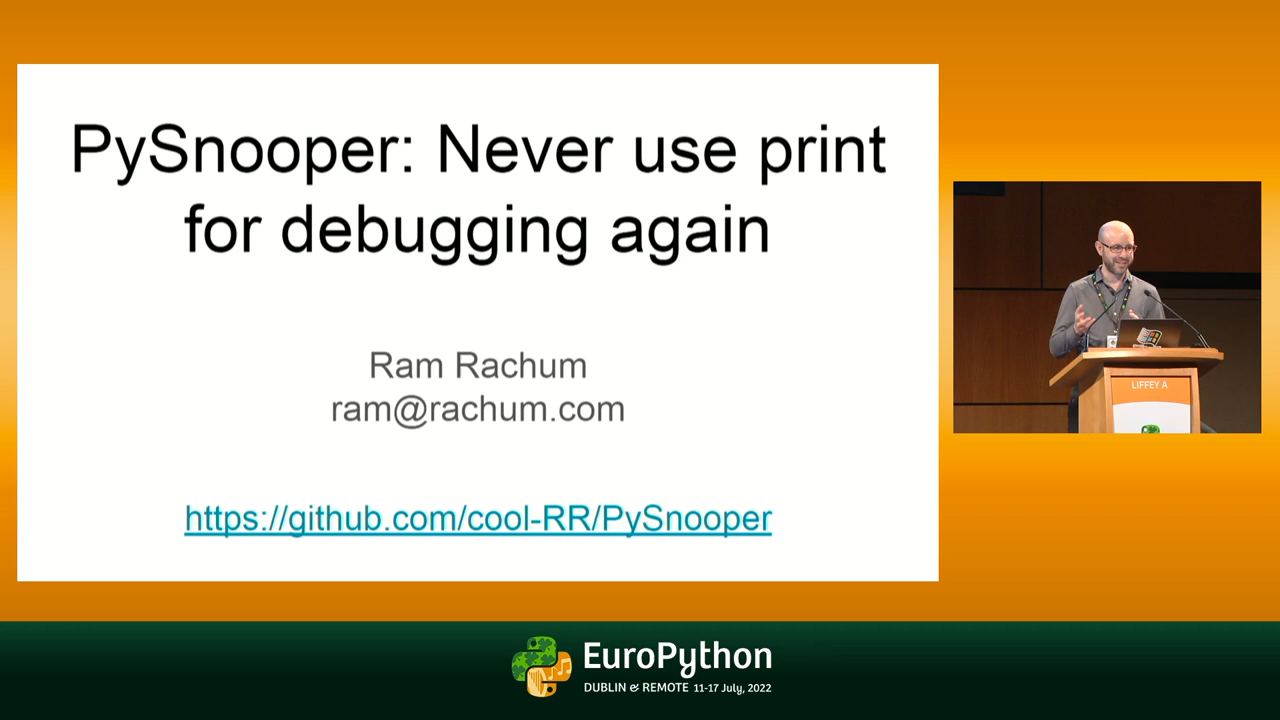 PySnooper: Never use print
for debugging again
Ram Rachum
ram@rachum.com
https://github.com/cool-RR/PySnooper
LIFFEY A
EuroPython
DUBLIN & REMOTE 11-17 July, 2022